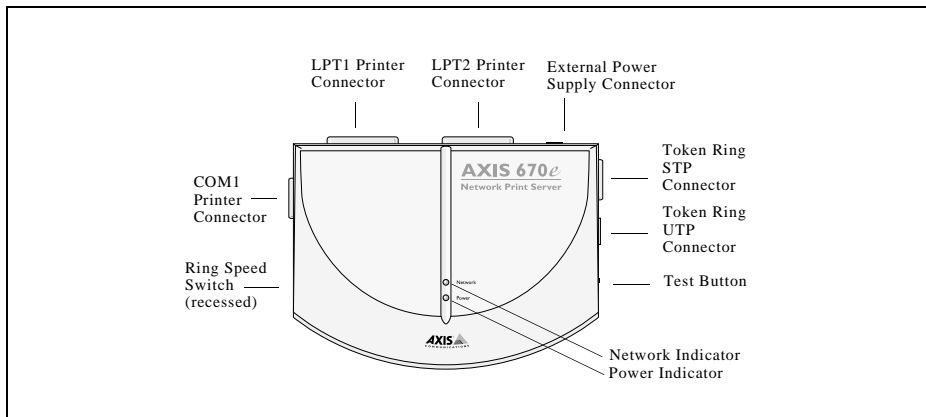 LPT1 Printer
Connector
LPT2 Printer
Connector
External Power
Supply Connector
COM1
Printer
Connector
Ring Speed
Switch
(recessed)
AXIS 670e
Network Print Server
Network
Power
AXIS
COMMUNICATIONS
Token Ring
STP
Connector
Token Ring
UTP
Connector
Test Button
Network Indicator
Power Indicator